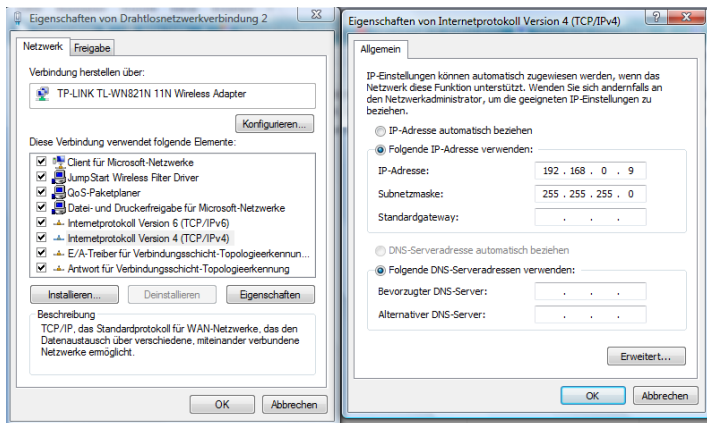 Eigenschaften von Drahtlosnetzwerkverbindung 2
Netzwerk Freigabe
Verbindung herstellen über:
TP-LINK TL-WN821N 11N Wireless Adapter
Konfigurieren...
Diese Verbindung verwendet folgende Elemente:
Client für Microsoft-Netzwerke
JumpStart Wireless Filter Driver
QoS-Paketplaner
Datei- und Druckerfreigabe für Microsoft-Netzwerke
Internetprotokoll Version 6 (TCP/IPv6)
Internetprotokoll Version 4 (TCP/IPv4)
E/A-Treiber für Verbindungsschicht-Topologieerkennun...
Antwort für Verbindungsschicht-Topologieerkennung
Installieren... Deinstallieren Eigenschaften
Beschreibung
TCP/IP, das Standardprotokoll für WAN-Netzwerke, das den
Datenaustausch über verschiedene, miteinander verbundene
Netzwerke ermöglicht.
OK Abbrechen
Eigenschaften von Internetprotokoll Version 4 (TCP/IPv4)
Allgemein
IP-Einstellungen können automatisch zugewiesen werden, wenn das
Netzwerk diese Funktion unterstützt. Wenden Sie sich andernfalls an
den Netzwerkadministrator, um die geeigneten IP-Einstellungen zu
beziehen.
IP-Adresse automatisch beziehen
Folgende IP-Adresse verwenden:
IP-Adresse: 192 . 168 . 0 . 9
Subnetzmaske: 255 . 255 . 255 . 0
Standardgateway: . . .
DNS-Serveradresse automatisch beziehen
Folgende DNS-Serveradressen verwenden:
Bevorzugter DNS-Server: . . .
Alternativer DNS-Server: . . .
Erweitert...
OK Abbrechen